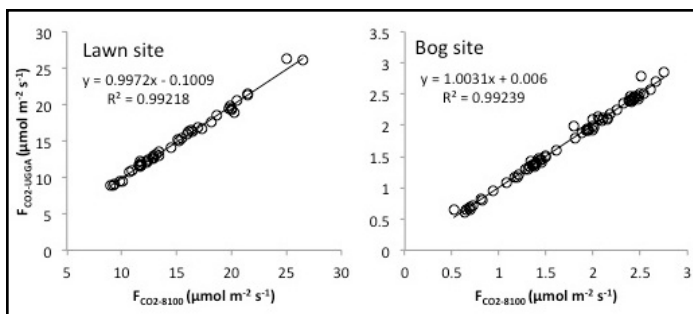 Lawn site
y = 0.9972x - 0.1009
R² = 0.99218
F_CO2-UGGA (µmol m⁻² s⁻¹)
30
25
20
15
10
5
0
5 10 15 20 25 30
F_CO2-8100 (µmol m⁻² s⁻¹)
Bog site
y = 1.0031x + 0.006
R² = 0.99239
3.5
3
2.5
2
1.5
1
0.5
0
0 0.5 1 1.5 2 2.5 3
F_CO2-8100 (µmol m⁻² s⁻¹)